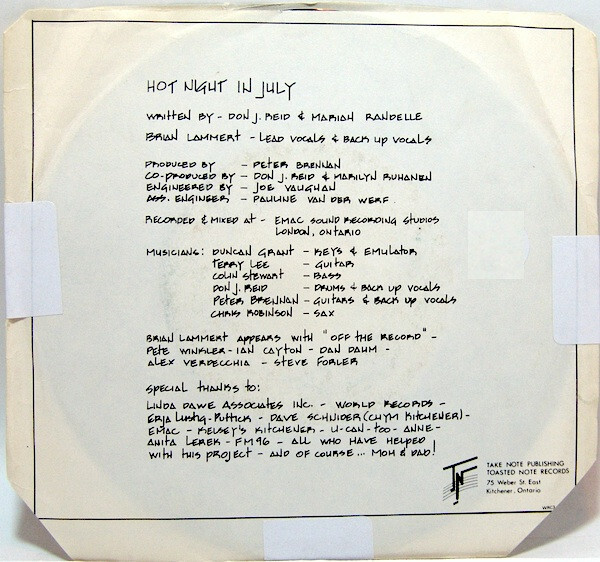 HOT NIGHT IN JULY
WRITTEN BY - DON J. REID & MARIAH RANDELLE
BRIAN LAMMERT - LEAD VOCALS & BACK UP VOCALS
PRODUCED BY - PETER BRENNAN
CO-PRODUCED BY - DON J. REID & MARILYN RUHANEN
ENGINEERED BY - JOE VAUGHAN
ASS. ENGINEER - PAULINE VAN DER WERF
RECORDED & MIXED AT - EMAC SOUND RECORDING STUDIOS
LONDON, ONTARIO
MUSICIANS: DUNCAN GRANT - KEYS & EMULATOR
TERRY LEE - GUITAR
COLIN STEWART - BASS
DON J. REID - DRUMS & BACK UP VOCALS
PETER BRENNAN - GUITARS & BACK UP VOCALS
CHRIS ROBINSON - SAX
BRIAN LAMMERT APPEARS WITH "OFF THE RECORD" -
PETE WINKLER - IAN CAYTON - DAN DAHM -
ALEX VERDECCHIA - STEVE FORLER
SPECIAL THANKS TO:
LINDA DAWE ASSOCIATES INC. - WORLD RECORDS -
ERJA LUSTIG-PUTTICK - DAVE SCHNIDER (CHYM KITCHENER) -
EMAC - KELSEY'S KITCHENER - U-CAN-TOO - ANNE -
ANITA LEREK - FM96 - ALL WHO HAVE HELPED
WITH THIS PROJECT - AND OF COURSE... MOM & DAD!
TNT
TAKE NOTE PUBLISHING
TOASTED NOTE RECORDS
75 Weber St. East
Kitchener, Ontario